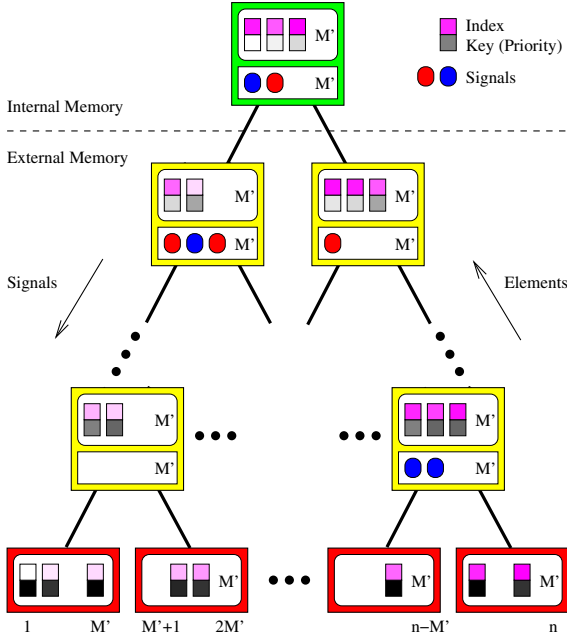 M'
Index
Key (Priority)
M'
Signals
Internal Memory
External Memory
M'
M'
M'
M'
Signals
Elements
M'
M'
M'
M'
M'
M'
M'
1
M'
M'+1
2M'
n−M'
n